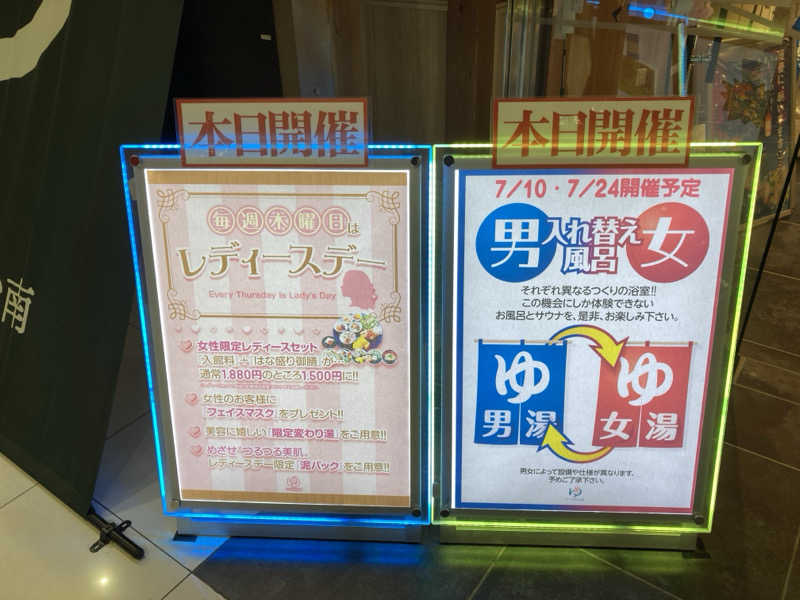 本日開催
毎週木曜日は
レディースデー
Every Thursday is Lady's Day
女性限定レディースセット
「入館料」+「はな盛り御膳」が
通常1,880円のところ1,500円に!!
女性のお客様に
「フェイスマスク」をプレゼント!!
美容に嬉しい「限定変わり湯」をご用意!!
めざせ つるつる美肌。
レディースデー限定「泥パック」をご用意!!
本日開催
7/10・7/24開催予定
男 入れ替え 女
風呂
それぞれ異なるつくりの浴室!!
この機会にしか体験できない
お風呂とサウナを、是非、お楽しみ下さい。
ゆ ゆ
男湯 女湯
男女によって設備や仕様が異なります。
予めご了承下さい。
ゆ
南